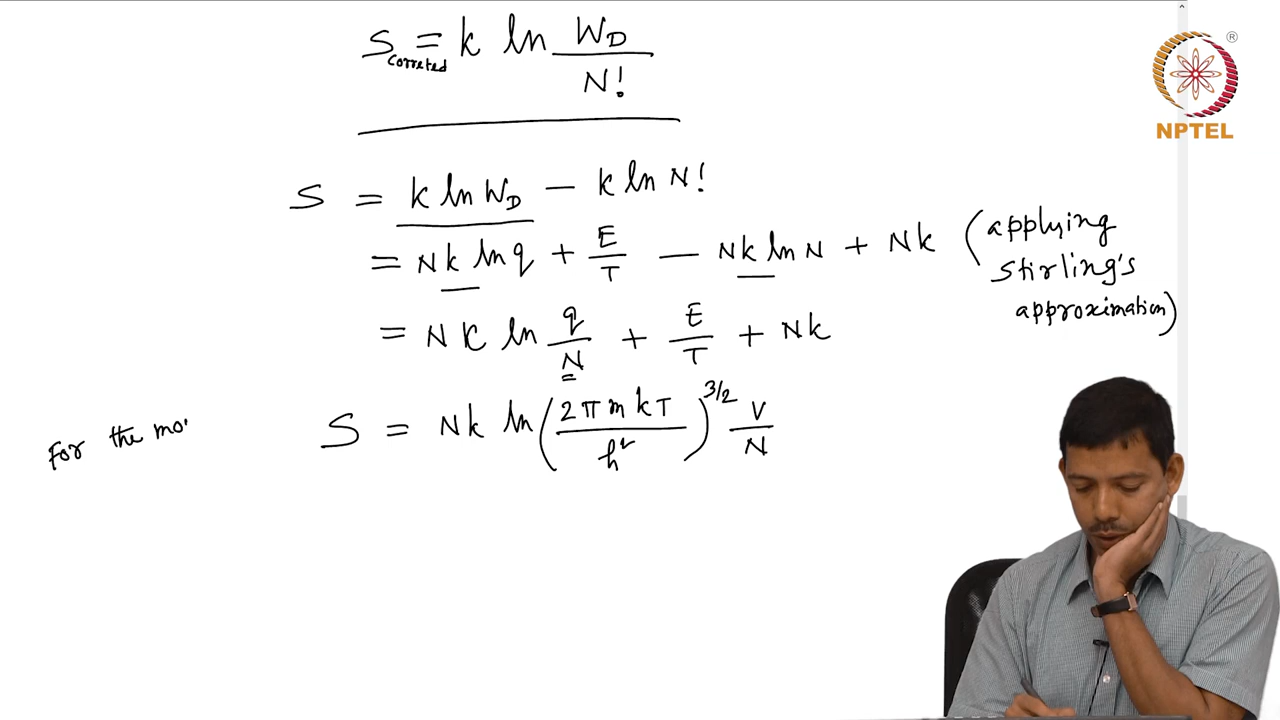 S corrected = k ln W_D / N!
®
NPTEL
S = k ln W_D − k ln N!
= Nk ln q + E/T − Nk ln N + Nk (applying
Stirling's
approximation)
= Nk ln q/N + E/T + Nk
For the mo
S = Nk ln (2πmkT / h²)^3/2 V/N